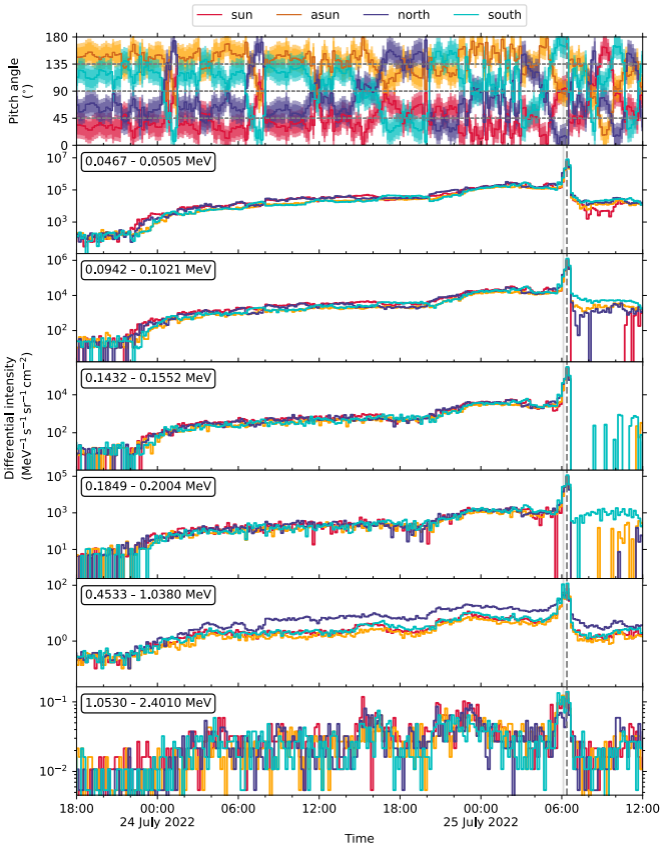 sun asun north south
180
135
90
45
0
Pitch angle
(°)
0.0467 - 0.0505 MeV
10⁷
10⁵
10³
0.0942 - 0.1021 MeV
10⁶
10⁴
10²
0.1432 - 0.1552 MeV
10⁴
10²
Differential intensity
(MeV⁻¹ s⁻¹ sr⁻¹ cm⁻²)
0.1849 - 0.2004 MeV
10⁵
10³
10¹
0.4533 - 1.0380 MeV
10²
10⁰
1.0530 - 2.4010 MeV
10⁻¹
10⁻²
18:00 00:00 06:00 12:00 18:00 00:00 06:00 12:00
24 July 2022 25 July 2022
Time